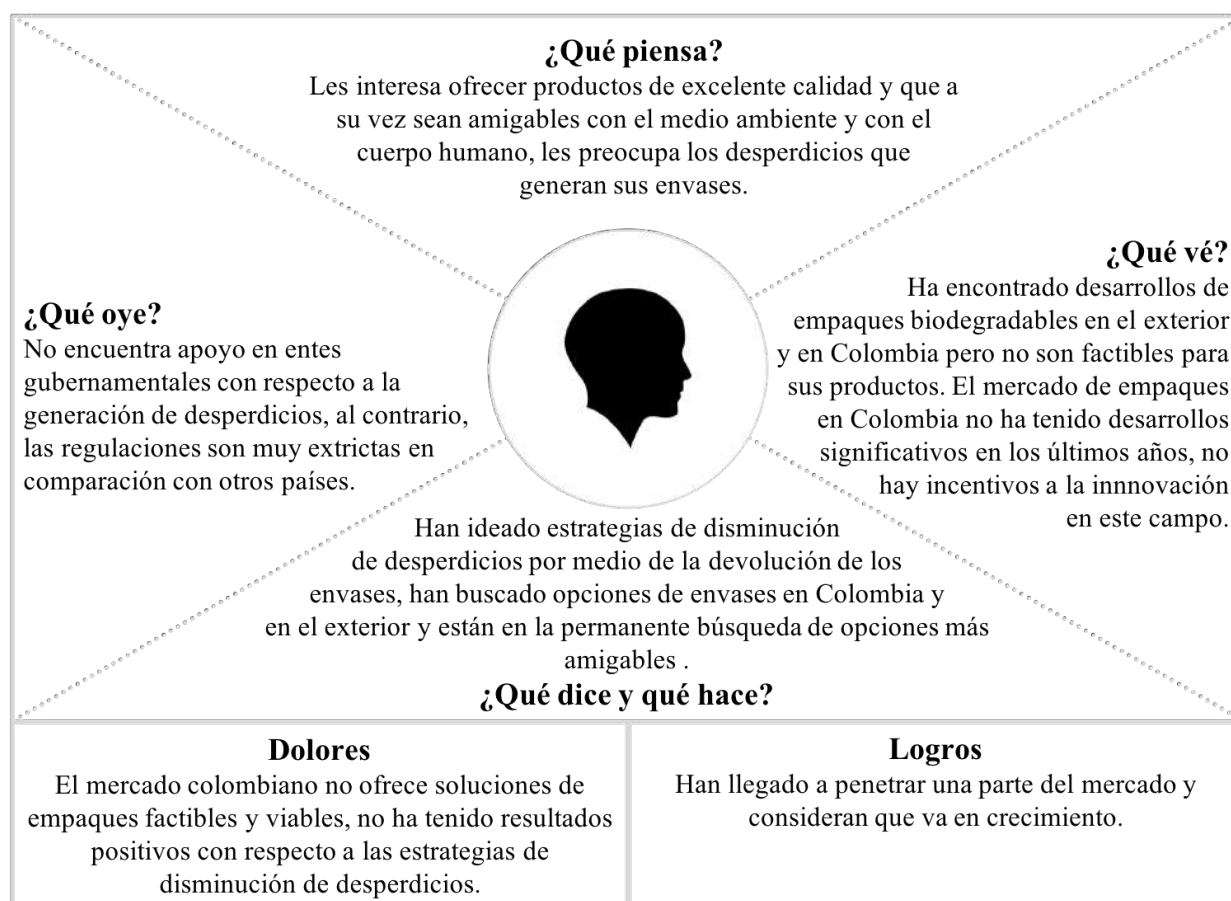 ¿Qué piensa?
Les interesa ofrecer productos de excelente calidad y que a
su vez sean amigables con el medio ambiente y con el
cuerpo humano, les preocupa los desperdicios que
generan sus envases.
¿Qué oye?
No encuentra apoyo en entes
gubernamentales con respecto a la
generación de desperdicios, al contrario,
las regulaciones son muy extrictas en
comparación con otros países.
¿Qué vé?
Ha encontrado desarrollos de
empaques biodegradables en el exterior
y en Colombia pero no son factibles para
sus productos. El mercado de empaques
en Colombia no ha tenido desarrollos
significativos en los últimos años, no
hay incentivos a la innnovación
en este campo.
Han ideado estrategias de disminución
de desperdicios por medio de la devolución de los
envases, han buscado opciones de envases en Colombia y
en el exterior y están en la permanente búsqueda de opciones más
amigables .
¿Qué dice y qué hace?
Dolores
El mercado colombiano no ofrece soluciones de
empaques factibles y viables, no ha tenido resultados
positivos con respecto a las estrategias de
disminución de desperdicios.
Logros
Han llegado a penetrar una parte del mercado y
consideran que va en crecimiento.